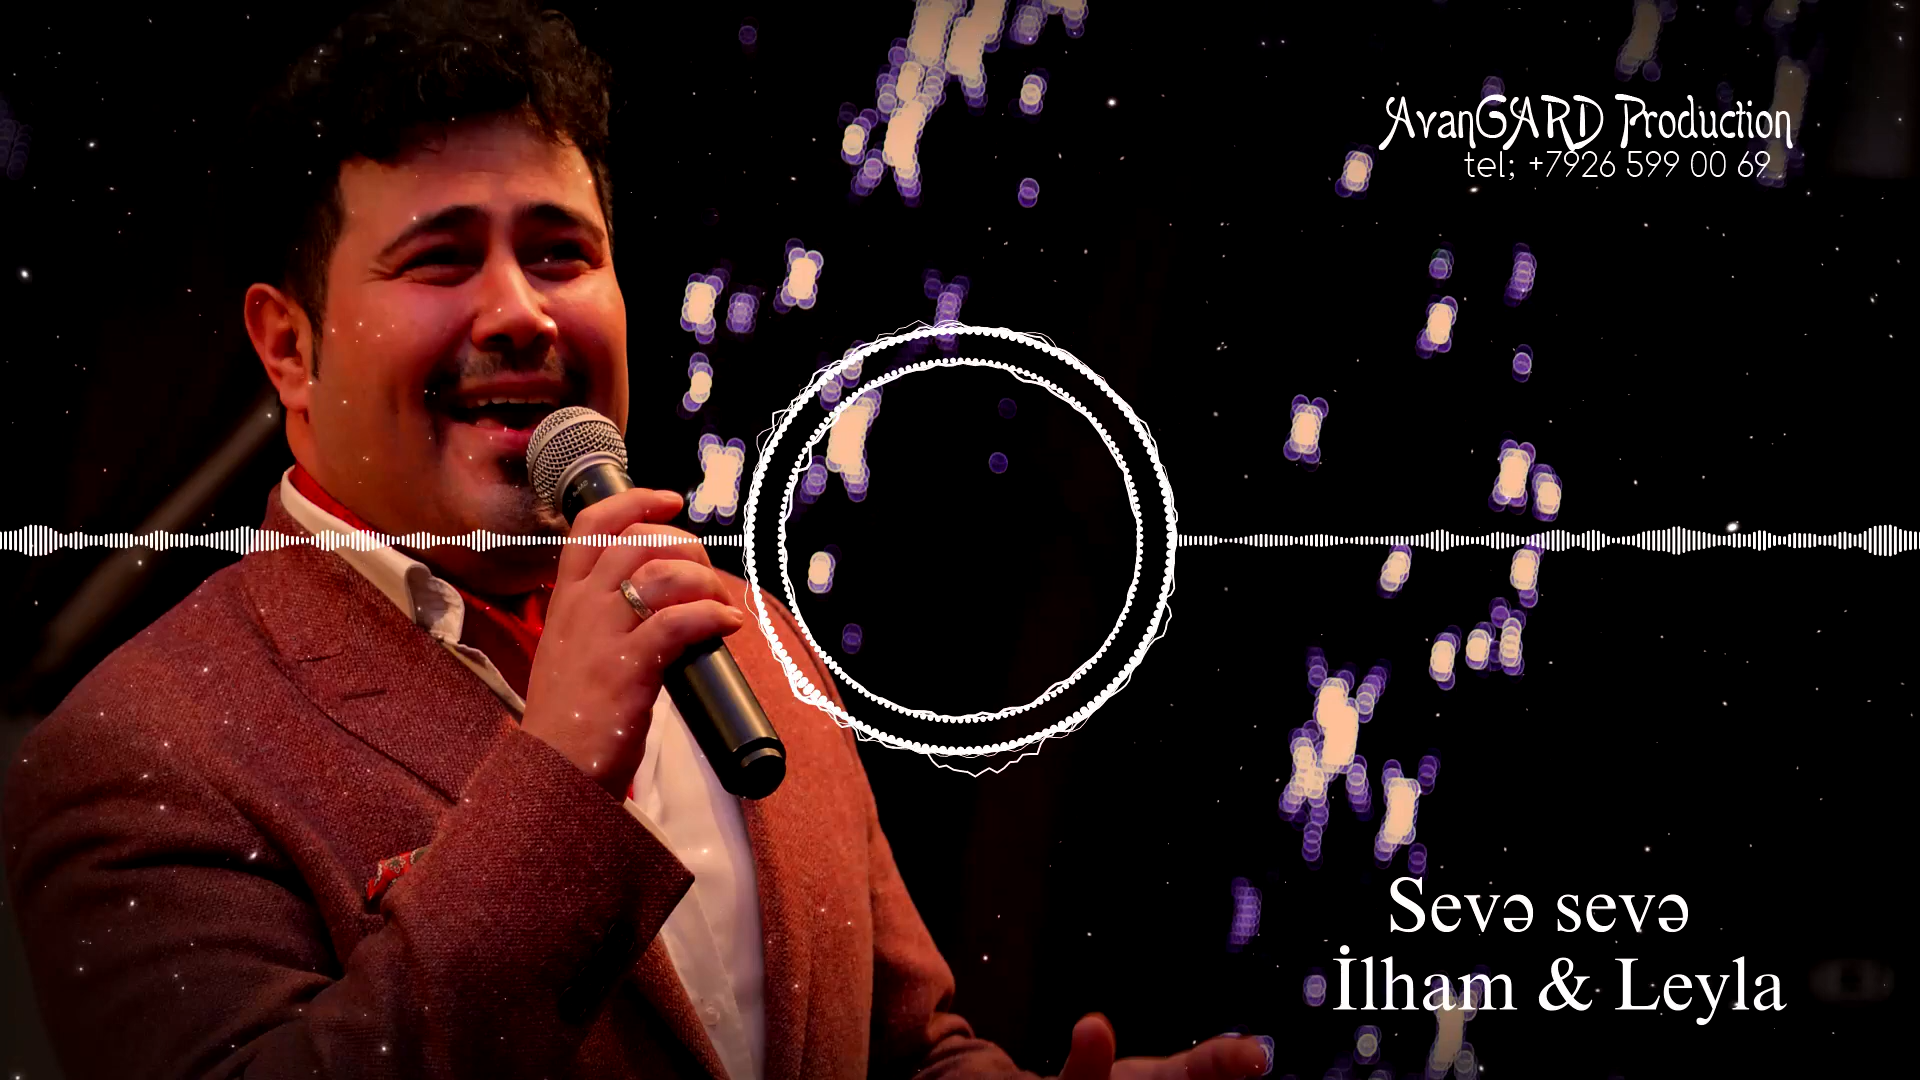 AvanGARD Production
tel; +7926 599 00 69
Sevə sevə
İlham & Leyla